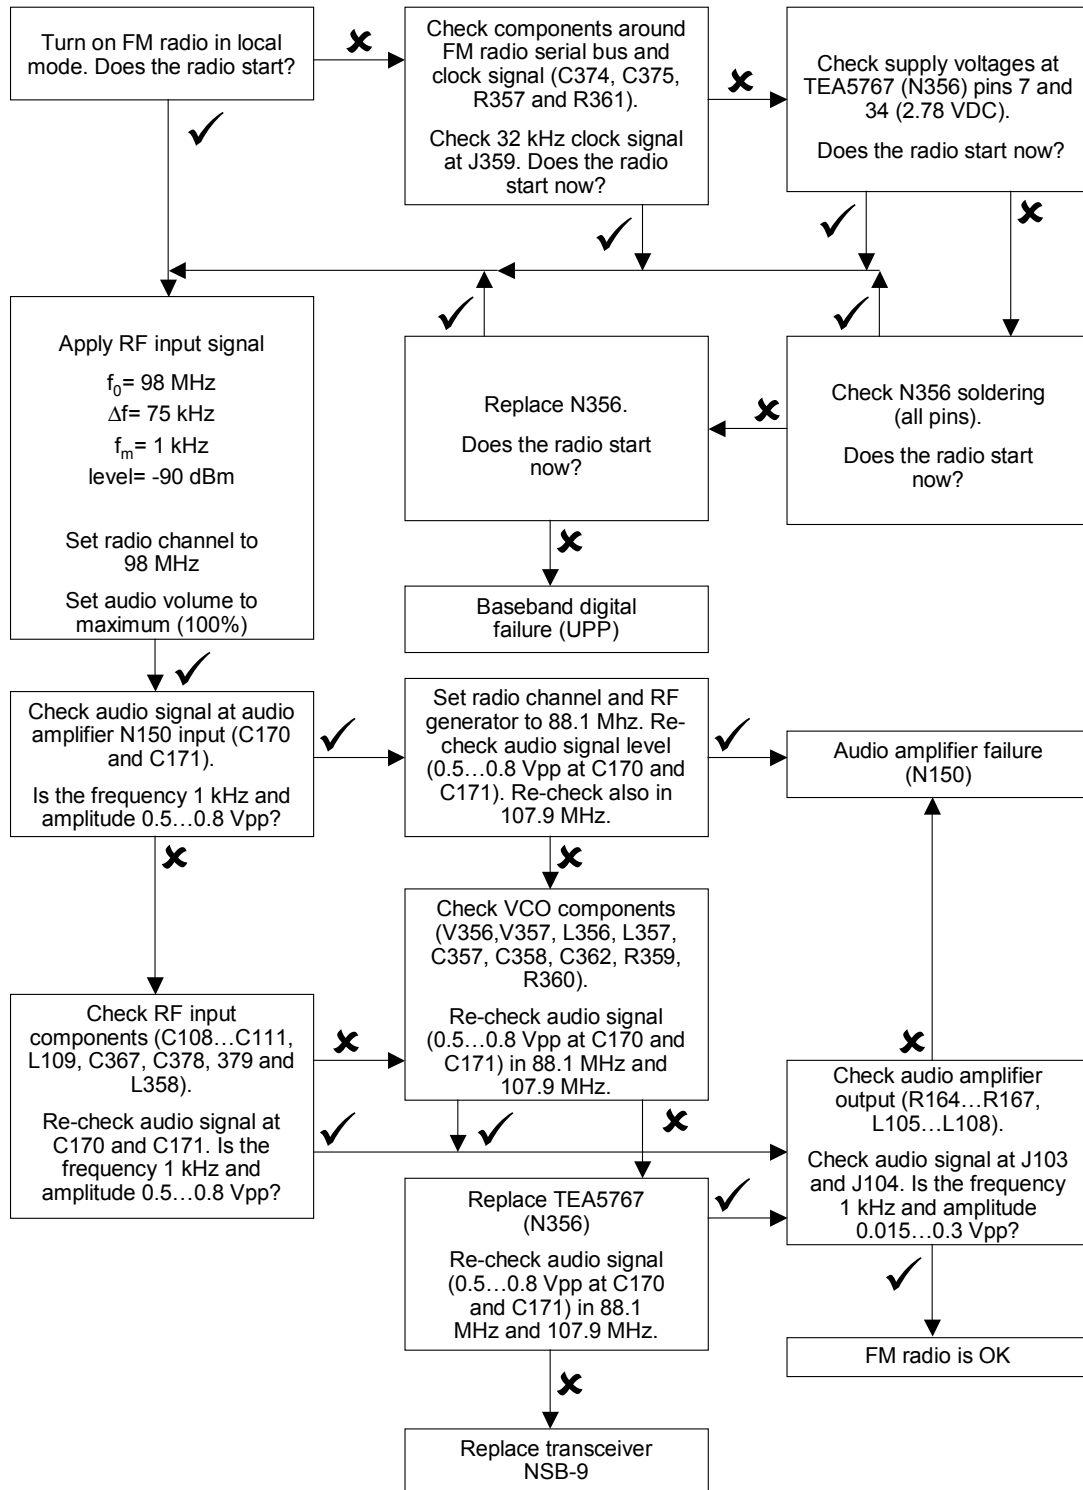 Turn on FM radio in local
mode. Does the radio start?
Check components around
FM radio serial bus and
clock signal (C374, C375,
R357 and R361).
Check 32 kHz clock signal
at J359. Does the radio
start now?
Check supply voltages at
TEA5767 (N356) pins 7 and
34 (2.78 VDC).
Does the radio start now?
Apply RF input signal
f0= 98 MHz
Δf= 75 kHz
fm= 1 kHz
level= -90 dBm
Set radio channel to
98 MHz
Set audio volume to
maximum (100%)
Replace N356.
Does the radio start
now?
Check N356 soldering
(all pins).
Does the radio start
now?
Baseband digital
failure (UPP)
Check audio signal at audio
amplifier N150 input (C170
and C171).
Is the frequency 1 kHz and
amplitude 0.5…0.8 Vpp?
Set radio channel and RF
generator to 88.1 Mhz. Re-
check audio signal level
(0.5…0.8 Vpp at C170 and
C171). Re-check also in
107.9 MHz.
Audio amplifier failure
(N150)
Check VCO components
(V356,V357, L356, L357,
C357, C358, C362, R359,
R360).
Re-check audio signal
(0.5…0.8 Vpp at C170 and
C171) in 88.1 MHz and
107.9 MHz.
Check RF input
components (C108…C111,
L109, C367, C378, 379 and
L358).
Re-check audio signal at
C170 and C171. Is the
frequency 1 kHz and
amplitude 0.5…0.8 Vpp?
Check audio amplifier
output (R164…R167,
L105…L108).
Check audio signal at J103
and J104. Is the frequency
1 kHz and amplitude
0.015…0.3 Vpp?
Replace TEA5767
(N356)
Re-check audio signal
(0.5…0.8 Vpp at C170
and C171) in 88.1
MHz and 107.9 MHz.
FM radio is OK
Replace transceiver
NSB-9